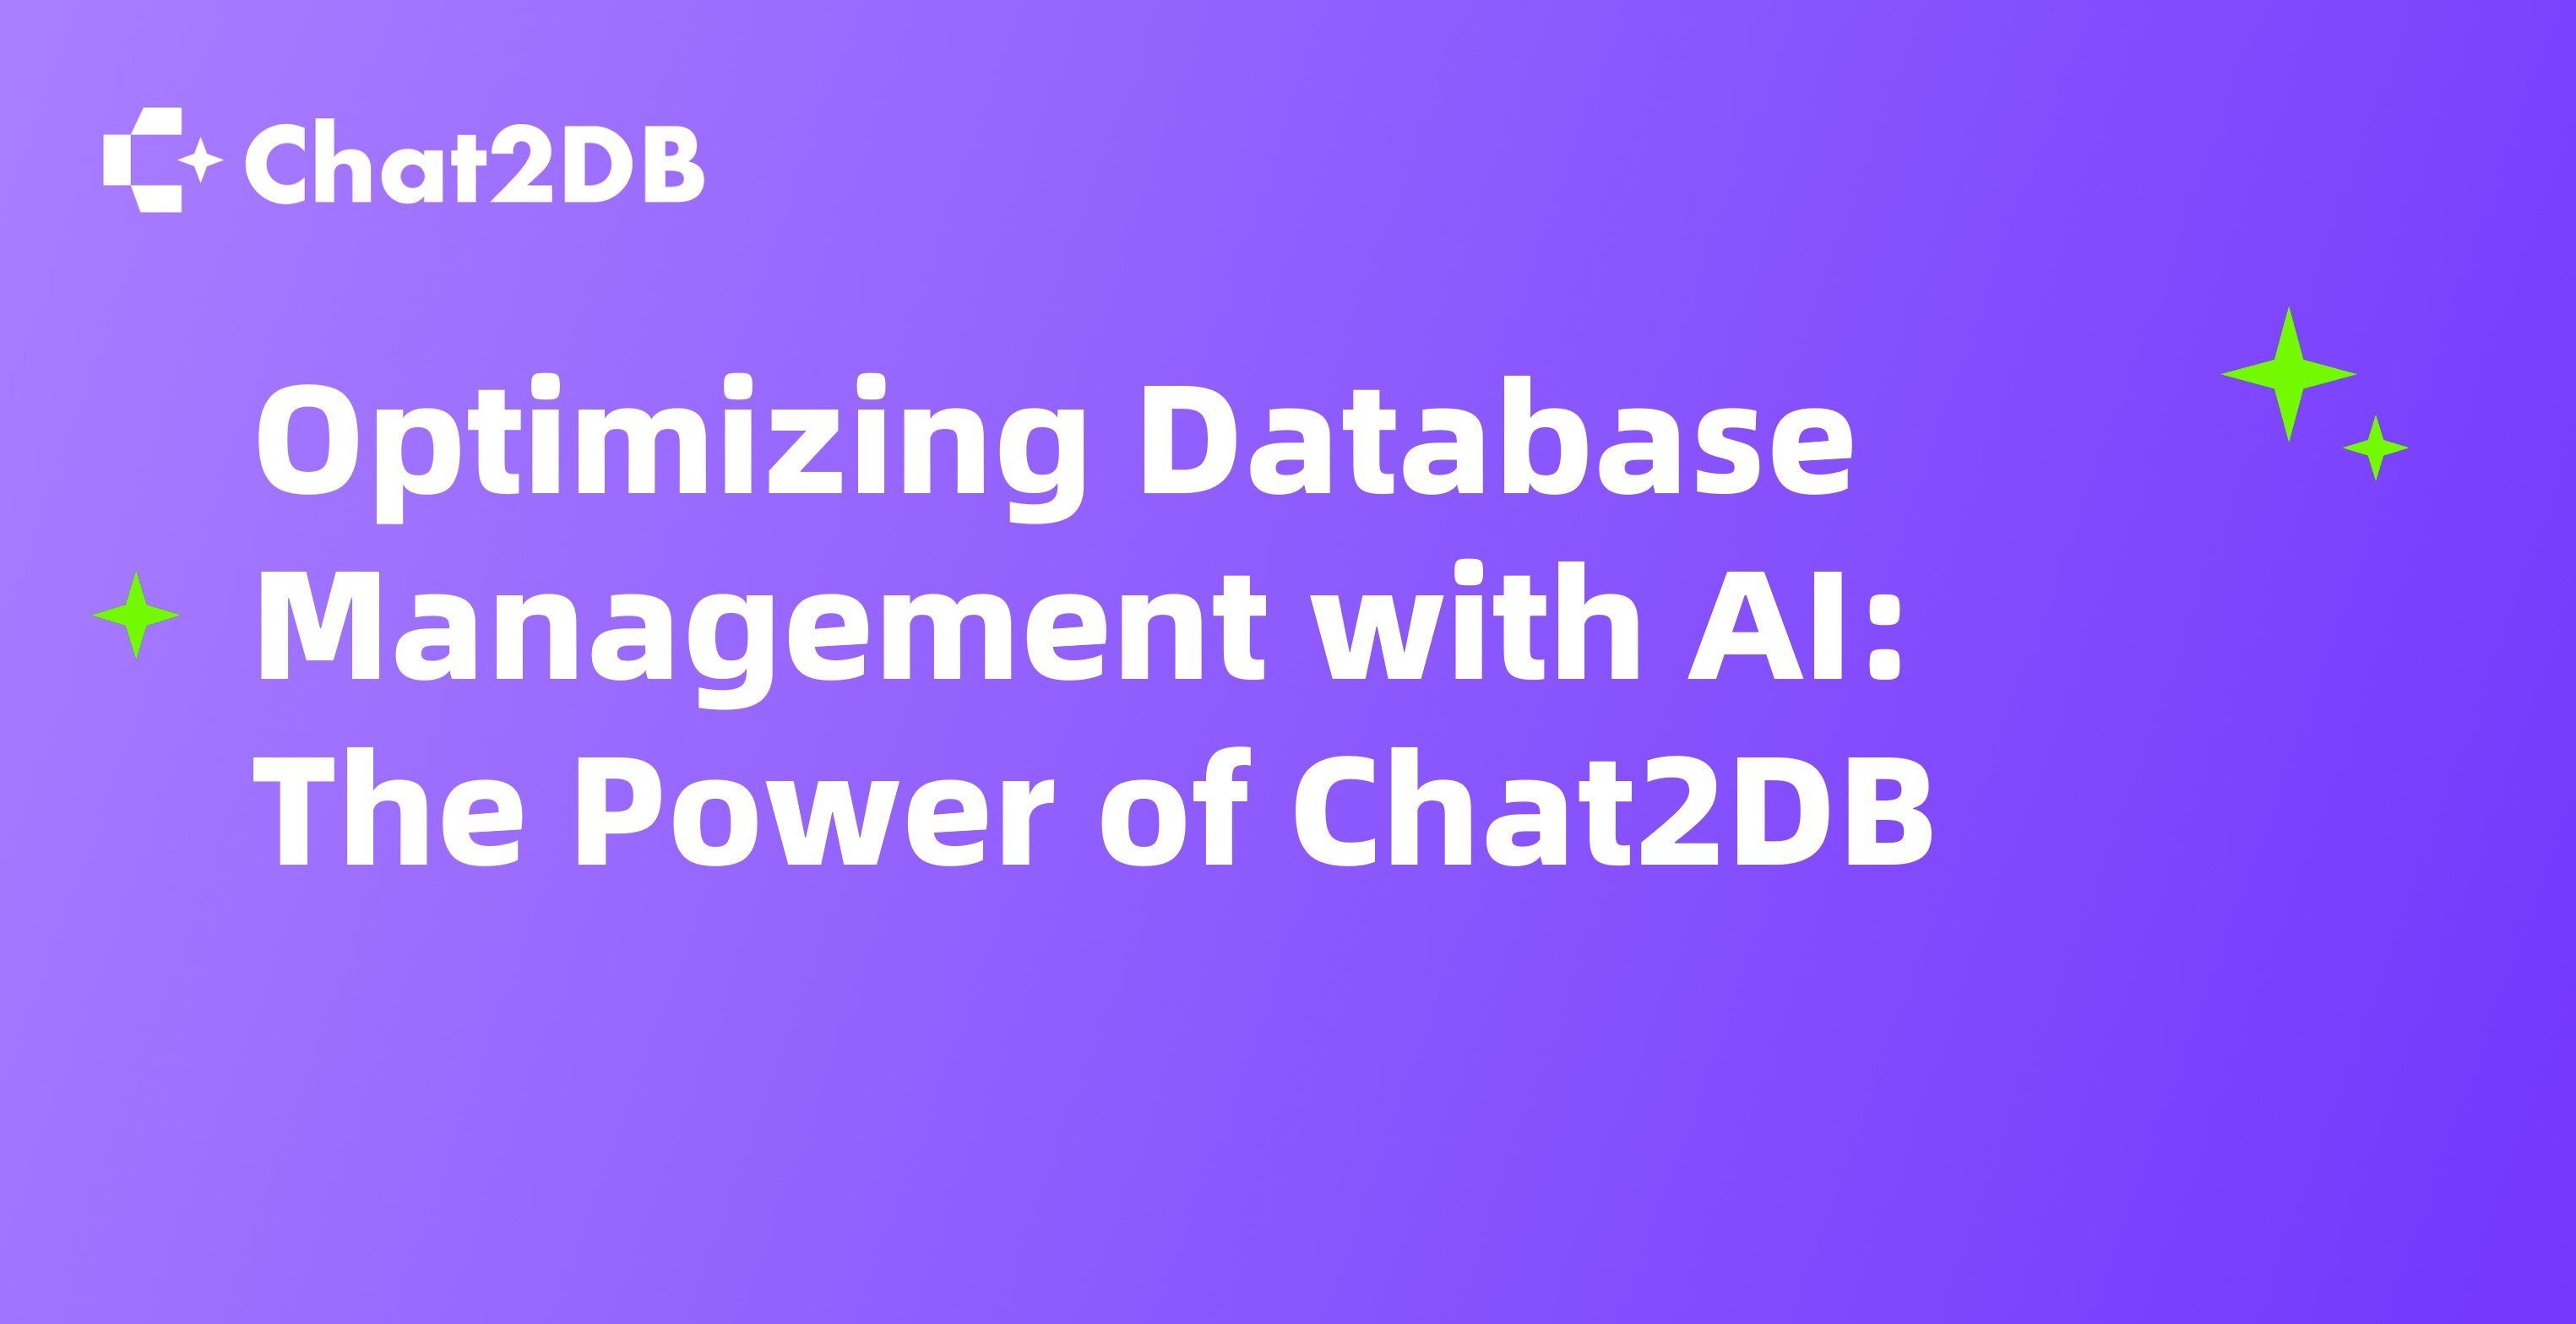 Chat2DB
Optimizing Database
Management with AI:
The Power of Chat2DB